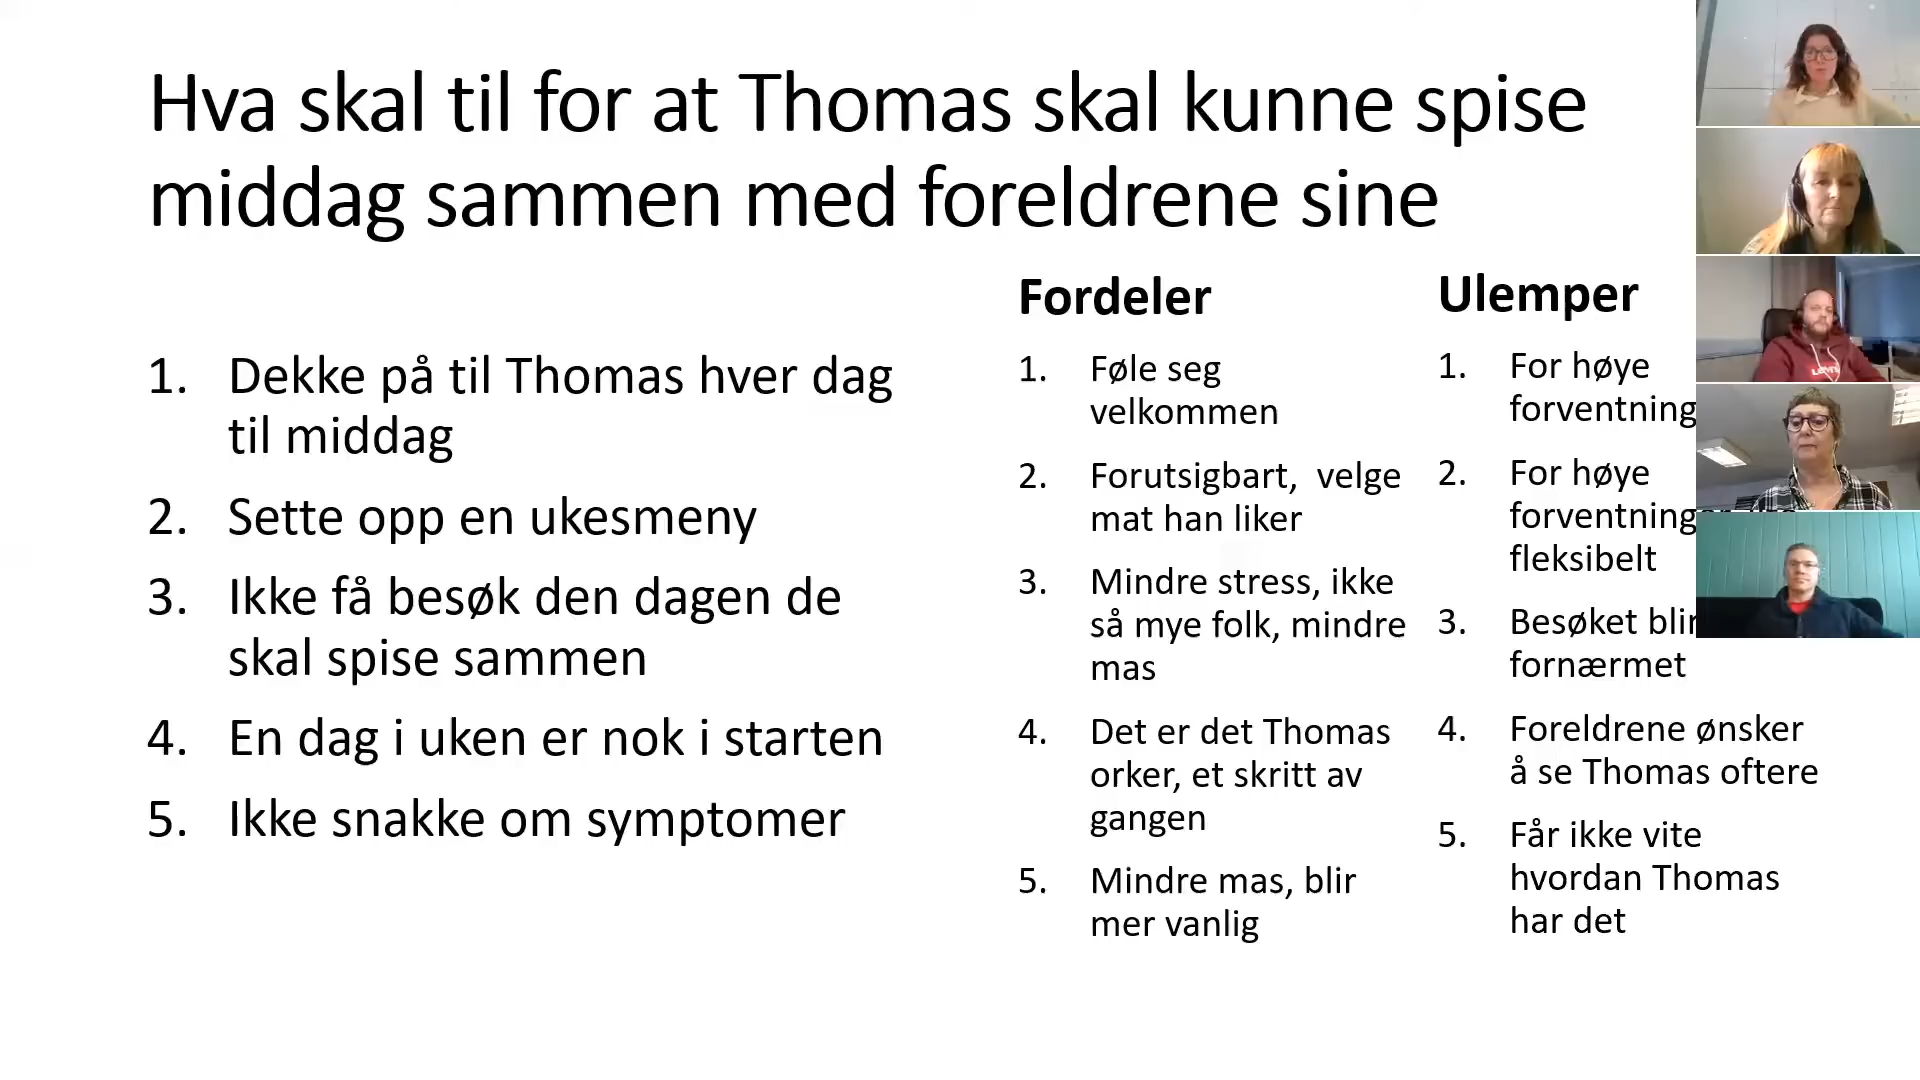 Hva skal til for at Thomas skal kunne spise
middag sammen med foreldrene sine
1. Dekke på til Thomas hver dag
til middag
2. Sette opp en ukesmeny
3. Ikke få besøk den dagen de
skal spise sammen
4. En dag i uken er nok i starten
5. Ikke snakke om symptomer
Fordeler
1. Føle seg
velkommen
2. Forutsigbart, velge
mat han liker
3. Mindre stress, ikke
så mye folk, mindre
mas
4. Det er det Thomas
orker, et skritt av
gangen
5. Mindre mas, blir
mer vanlig
Ulemper
1. For høye
forventning
2. For høye
forventning
fleksibelt
3. Besøket blir
fornærmet
4. Foreldrene ønsker
å se Thomas oftere
5. Får ikke vite
hvordan Thomas
har det